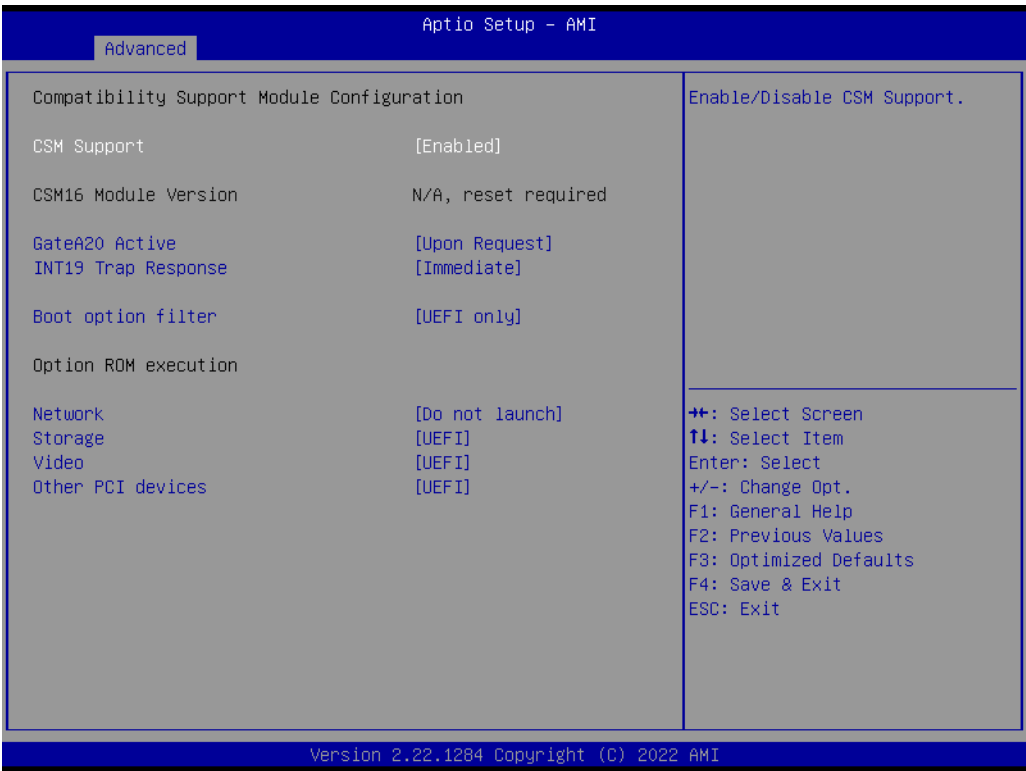 Aptio Setup – AMI
Advanced
Compatibility Support Module Configuration
Enable/Disable CSM Support.
CSM Support [Enabled]
CSM16 Module Version N/A, reset required
GateA20 Active [Upon Request]
INT19 Trap Response [Immediate]
Boot option filter [UEFI only]
Option ROM execution
Network [Do not launch]
Storage [UEFI]
Video [UEFI]
Other PCI devices [UEFI]
→←: Select Screen
↑↓: Select Item
Enter: Select
+/-: Change Opt.
F1: General Help
F2: Previous Values
F3: Optimized Defaults
F4: Save & Exit
ESC: Exit
Version 2.22.1284 Copyright (C) 2022 AMI